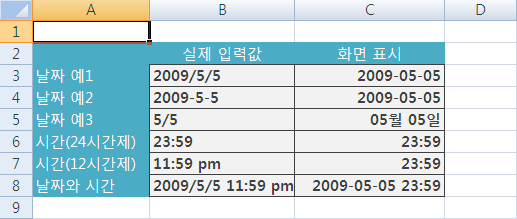 A B C D
1
2 실제 입력값 화면 표시
3 날짜 예1 2009/5/5 2009-05-05
4 날짜 예2 2009-5-5 2009-05-05
5 날짜 예3 5/5 05월 05일
6 시간(24시간제) 23:59 23:59
7 시간(12시간제) 11:59 pm 23:59
8 날짜와 시간 2009/5/5 11:59 pm 2009-05-05 23:59
9